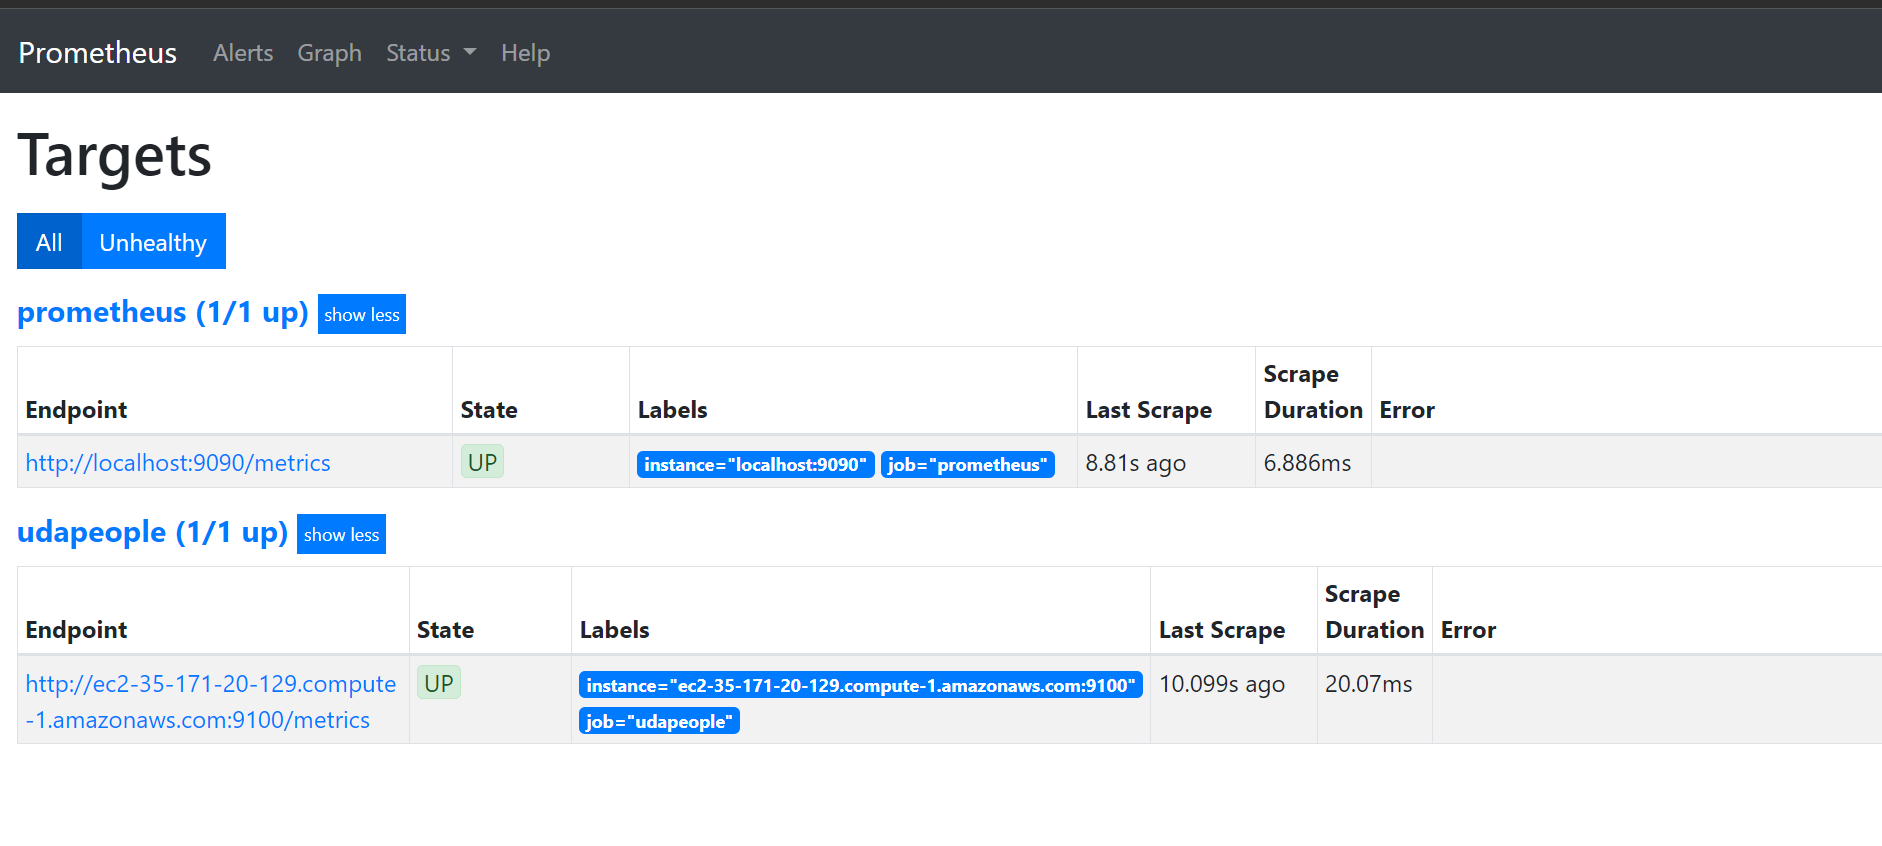 Prometheus Alerts Graph Status Help
Targets
All Unhealthy
prometheus (1/1 up) show less
Endpoint State Labels Last Scrape Scrape Duration Error
http://localhost:9090/metrics UP instance="localhost:9090" job="prometheus" 8.81s ago 6.886ms
udapeople (1/1 up) show less
Endpoint State Labels Last Scrape Scrape Duration Error
http://ec2-35-171-20-129.compute UP instance="ec2-35-171-20-129.compute-1.amazonaws.com:9100" 10.099s ago 20.07ms
-1.amazonaws.com:9100/metrics job="udapeople"